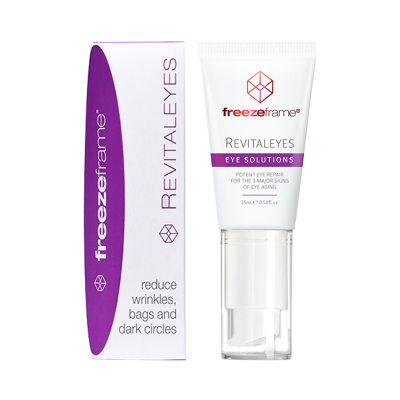 freezeframe®
REVITALEYES
reduce
wrinkles,
bags and
dark circles
freezeframe®
REVITALEYES
EYE SOLUTIONS
POTENT EYE REPAIR
FOR THE 3 MAJOR SIGNS
OF EYE AGING
15ml ℮ 0.50fl.oz